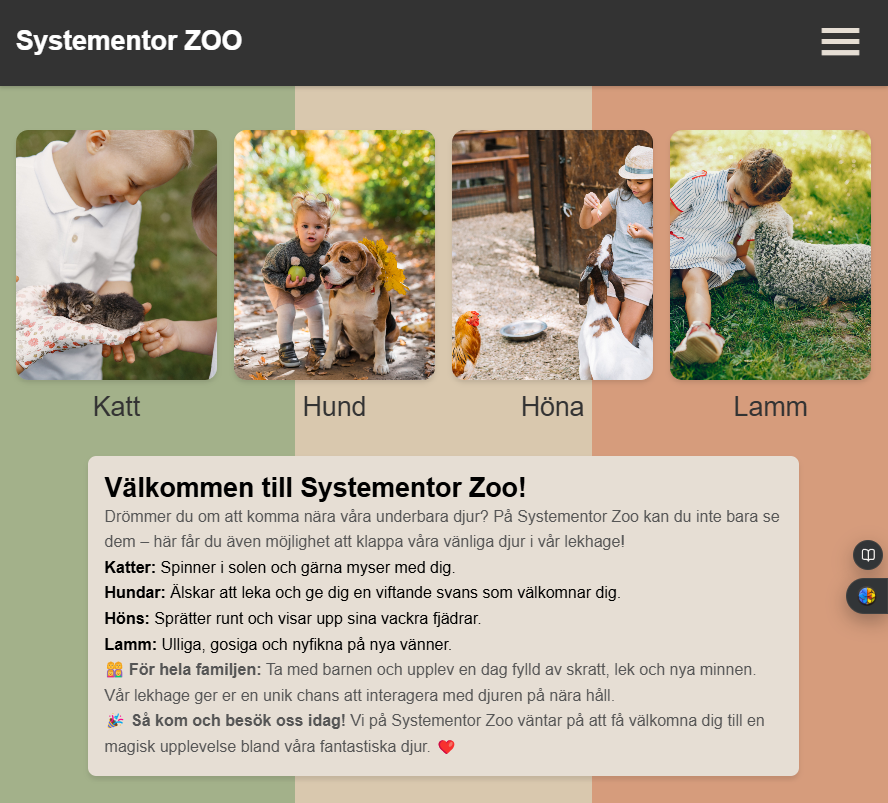 Systementor ZOO
Katt
Hund
Höna
Lamm
Välkommen till Systementor Zoo!
Drömmer du om att komma nära våra underbara djur? På Systementor Zoo kan du inte bara se
dem – här får du även möjlighet att klappa våra vänliga djur i vår lekhage!
Katter: Spinner i solen och gärna myser med dig.
Hundar: Älskar att leka och ge dig en viftande svans som välkomnar dig.
Höns: Sprätter runt och visar upp sina vackra fjädrar.
Lamm: Ulliga, gosiga och nyfikna på nya vänner.
För hela familjen: Ta med barnen och upplev en dag fylld av skratt, lek och nya minnen.
Vår lekhage ger er en unik chans att interagera med djuren på nära håll.
Så kom och besök oss idag! Vi på Systementor Zoo väntar på att få välkomna dig till en
magisk upplevelse bland våra fantastiska djur. ❤️